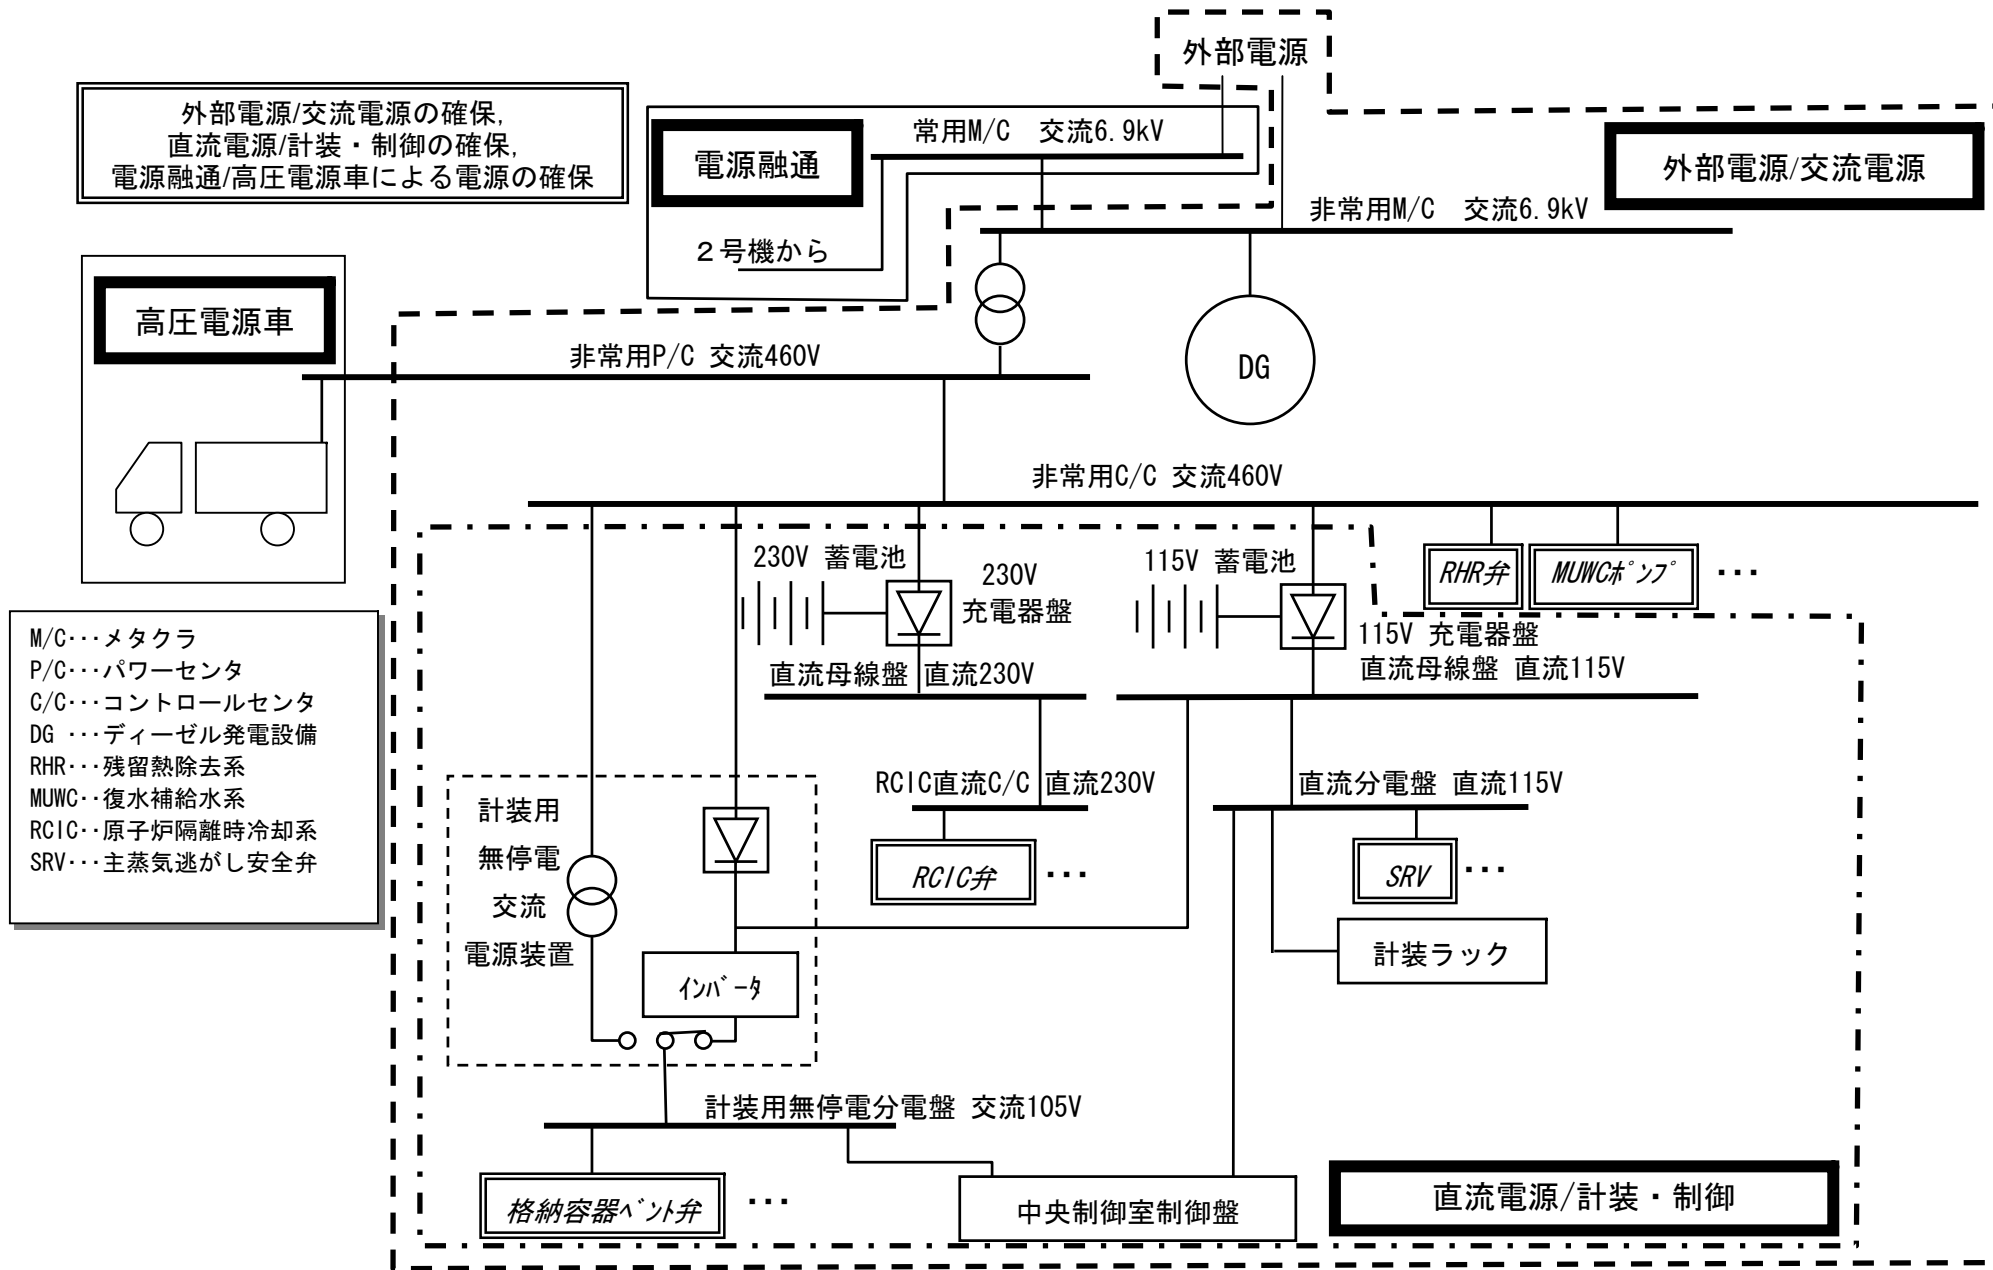 外部電源
外部電源/交流電源の確保,
直流電源/計装・制御の確保,
電源融通/高圧電源車による電源の確保
電源融通
常用M/C 交流6.9kV
外部電源/交流電源
非常用M/C 交流6.9kV
2号機から
高圧電源車
非常用P/C 交流460V
DG
非常用C/C 交流460V
230V 蓄電池
230V
充電器盤
115V 蓄電池
RHR弁
MUWCポンプ
・・・
115V 充電器盤
直流母線盤 直流230V
直流母線盤 直流115V
M/C・・・メタクラ
P/C・・・パワーセンタ
C/C・・・コントロールセンタ
DG ・・・ディーゼル発電設備
RHR・・・残留熱除去系
MUWC・・復水補給水系
RCIC・・原子炉隔離時冷却系
SRV・・・主蒸気逃がし安全弁
RCIC直流C/C 直流230V
直流分電盤 直流115V
計装用
無停電
交流
電源装置
RCIC弁
・・・
SRV
・・・
計装ラック
インバータ
計装用無停電分電盤 交流105V
格納容器ベント弁
・・・
中央制御室制御盤
直流電源/計装・制御